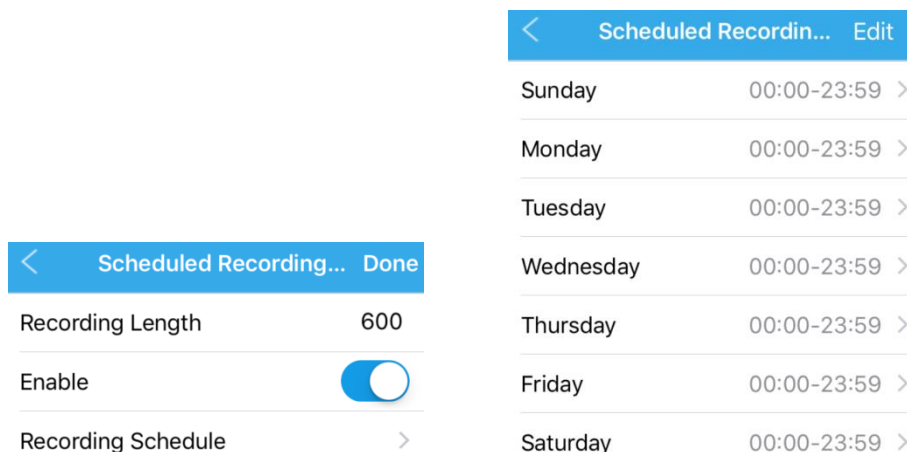 Scheduled Recording... Done
Recording Length 600
Enable
Recording Schedule
Scheduled Recordin... Edit
Sunday 00:00-23:59
Monday 00:00-23:59
Tuesday 00:00-23:59
Wednesday 00:00-23:59
Thursday 00:00-23:59
Friday 00:00-23:59
Saturday 00:00-23:59